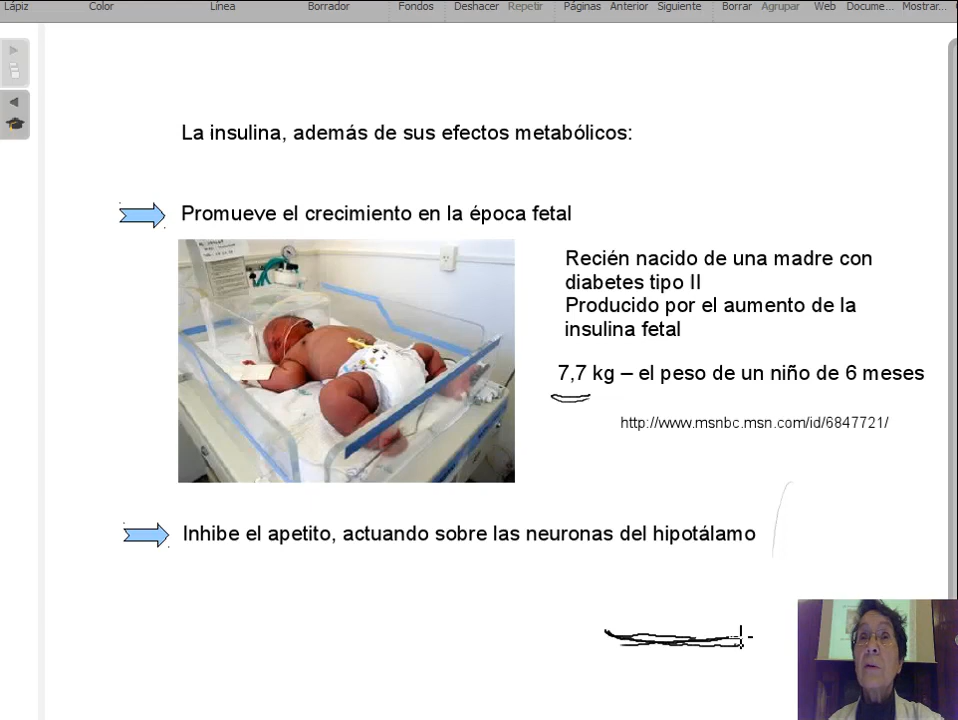 Lápiz Color Línea Borrador Fondos Deshacer Repetir Páginas Anterior Siguiente Borrar Agrupar Web Docume... Mostrar...
La insulina, además de sus efectos metabólicos:
Promueve el crecimiento en la época fetal
Recién nacido de una madre con
diabetes tipo II
Producido por el aumento de la
insulina fetal
7,7 kg – el peso de un niño de 6 meses
http://www.msnbc.msn.com/id/6847721/
Inhibe el apetito, actuando sobre las neuronas del hipotálamo